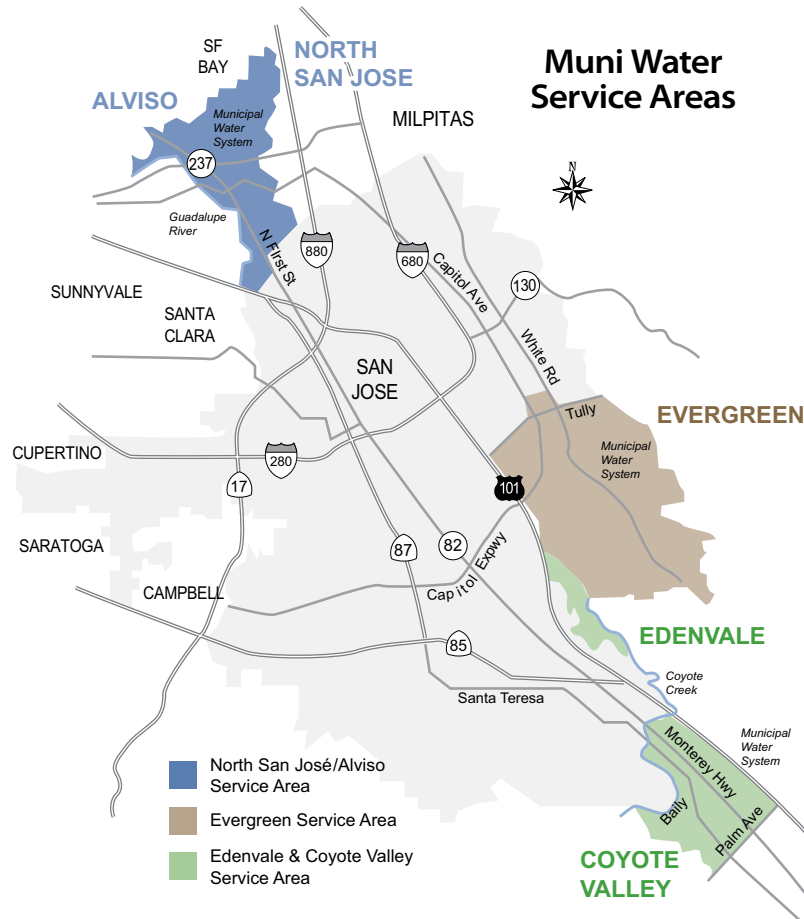 Muni Water
Service Areas
SF
BAY
NORTH
SAN JOSE
ALVISO
Municipal
Water
System
MILPITAS
N
237
Guadalupe
River
N FIrst St
880
680
Capitol Ave
130
SUNNYVALE
SANTA
CLARA
White Rd
SAN
JOSE
Tully
EVERGREEN
Municipal
Water
System
CUPERTINO
280
17
101
SARATOGA
87
82
Capitol Expwy
CAMPBELL
EDENVALE
85
Coyote
Creek
Santa Teresa
Monterey Hwy
Municipal
Water
System
Bally
Palm Ave
COYOTE
VALLEY
North San José/Alviso
Service Area
Evergreen Service Area
Edenvale & Coyote Valley
Service Area